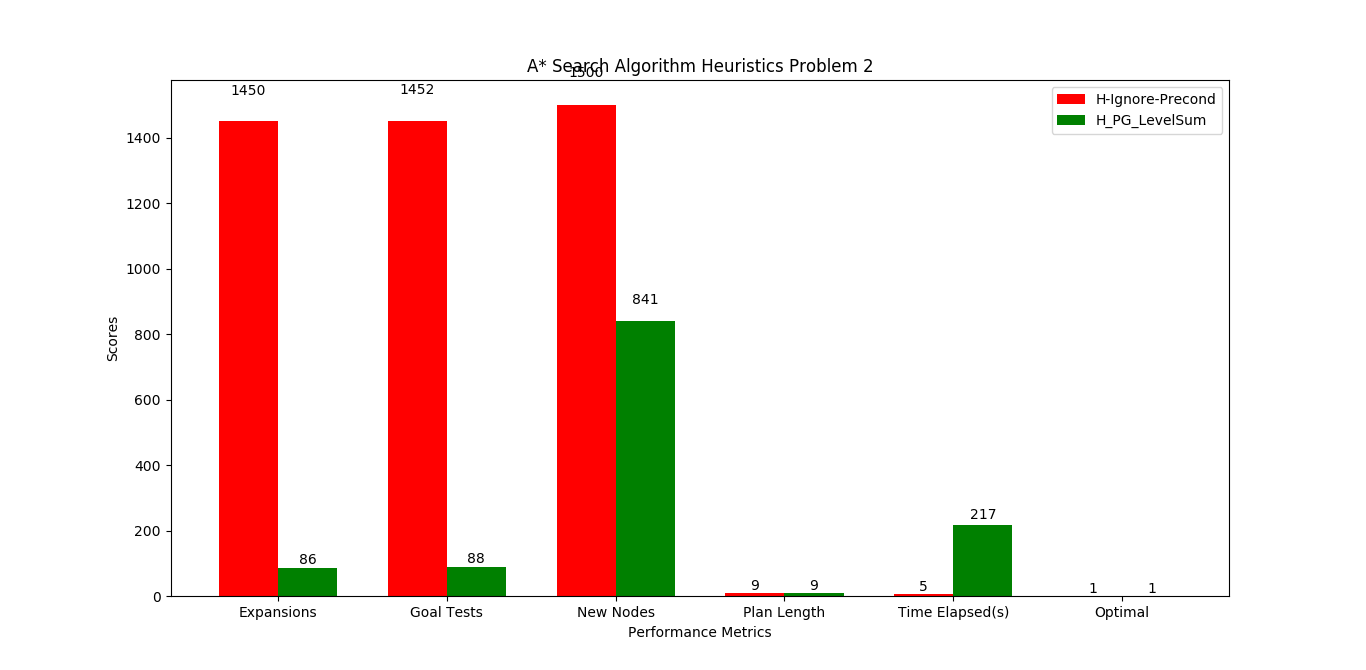 A* Search Algorithm Heuristics Problem 2
1500
1450
1452
H-Ignore-Precond
H_PG_LevelSum
1400
1200
1000
841
800
600
400
217
200
86
88
9
9
5
1
1
0
Scores
Expansions
Goal Tests
New Nodes
Plan Length
Time Elapsed(s)
Optimal
Performance Metrics